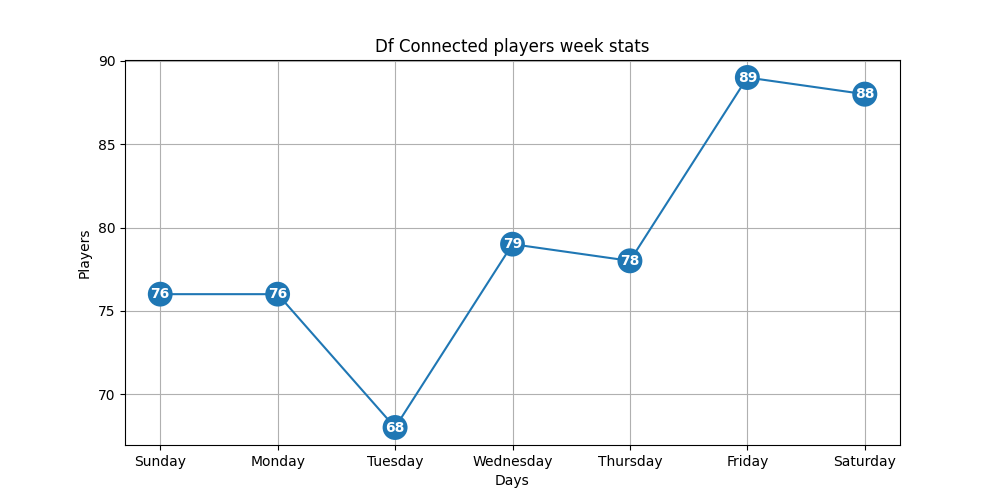 Df Connected players week stats
90
85
80
75
70
Players
76
76
68
79
78
89
88
Sunday
Monday
Tuesday
Wednesday
Thursday
Friday
Saturday
Days